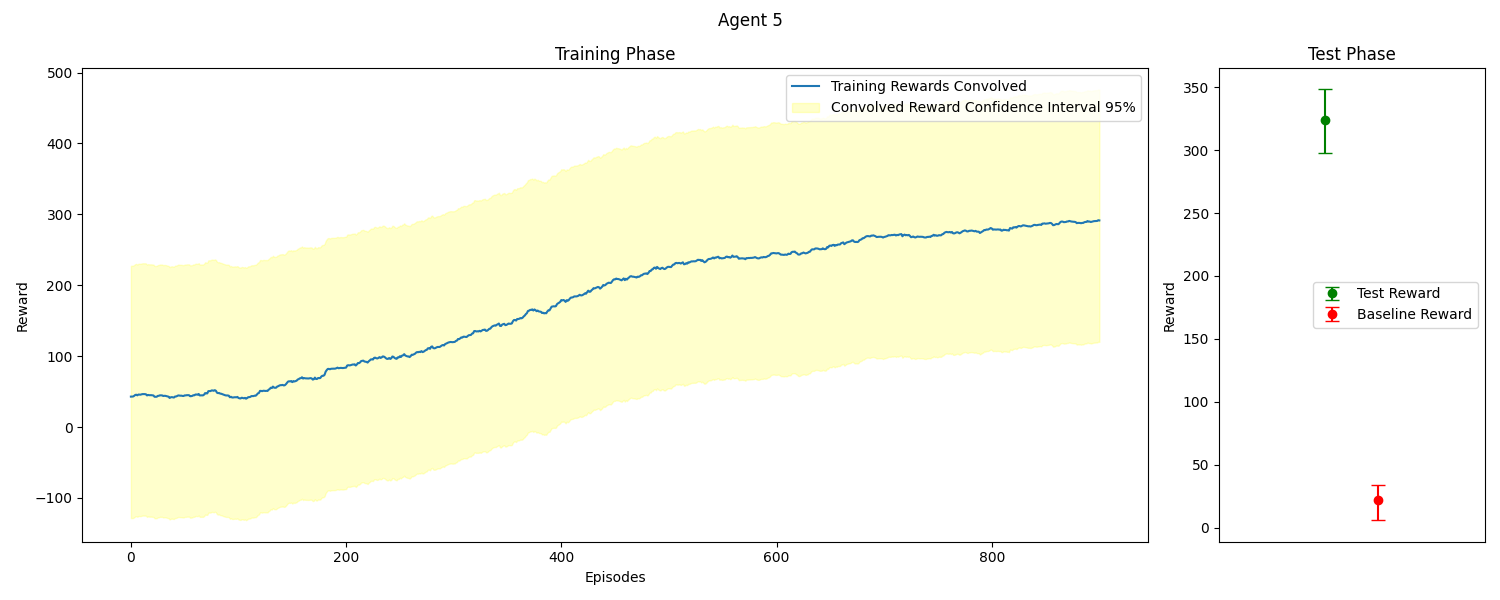 Agent 5
Training Phase
500
400
300
200
100
0
−100
Reward
0
200
400
600
800
Episodes
Training Rewards Convolved
Convolved Reward Confidence Interval 95%
Test Phase
350
300
250
200
150
100
50
0
Reward
Test Reward
Baseline Reward